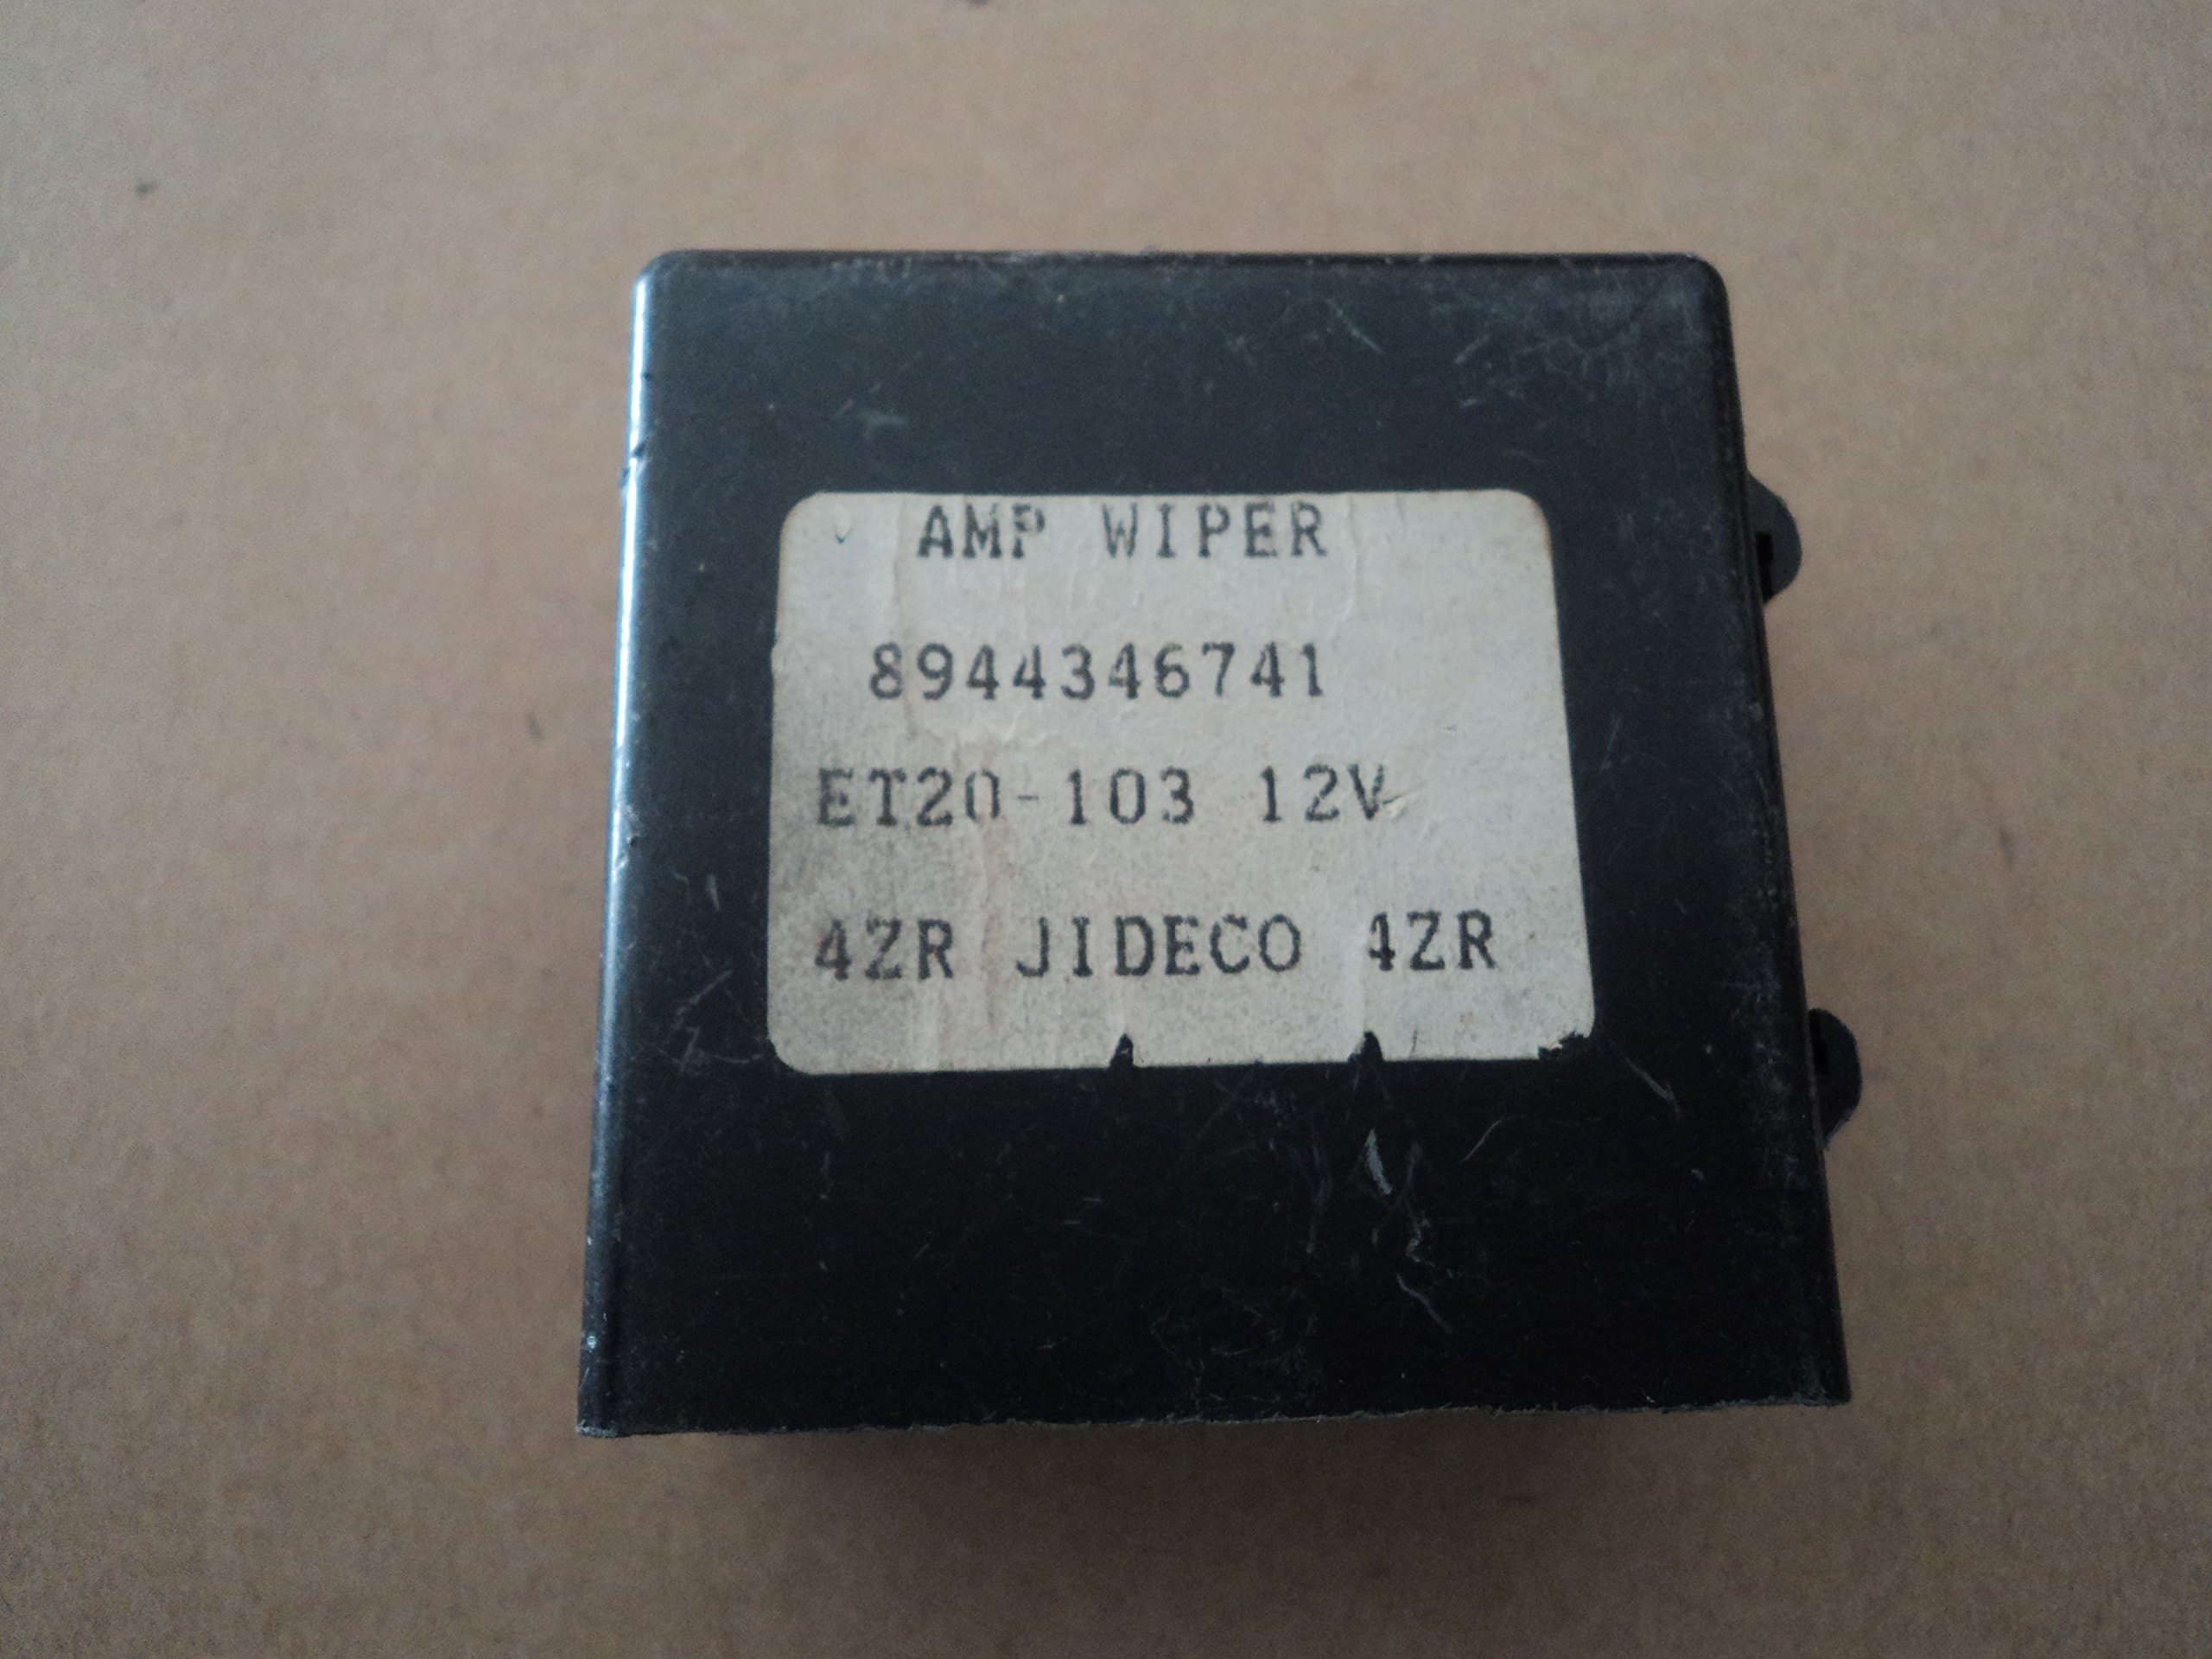 AMP WIPER
8944346741
ET20-103 12V
4ZR JIDECO 4ZR